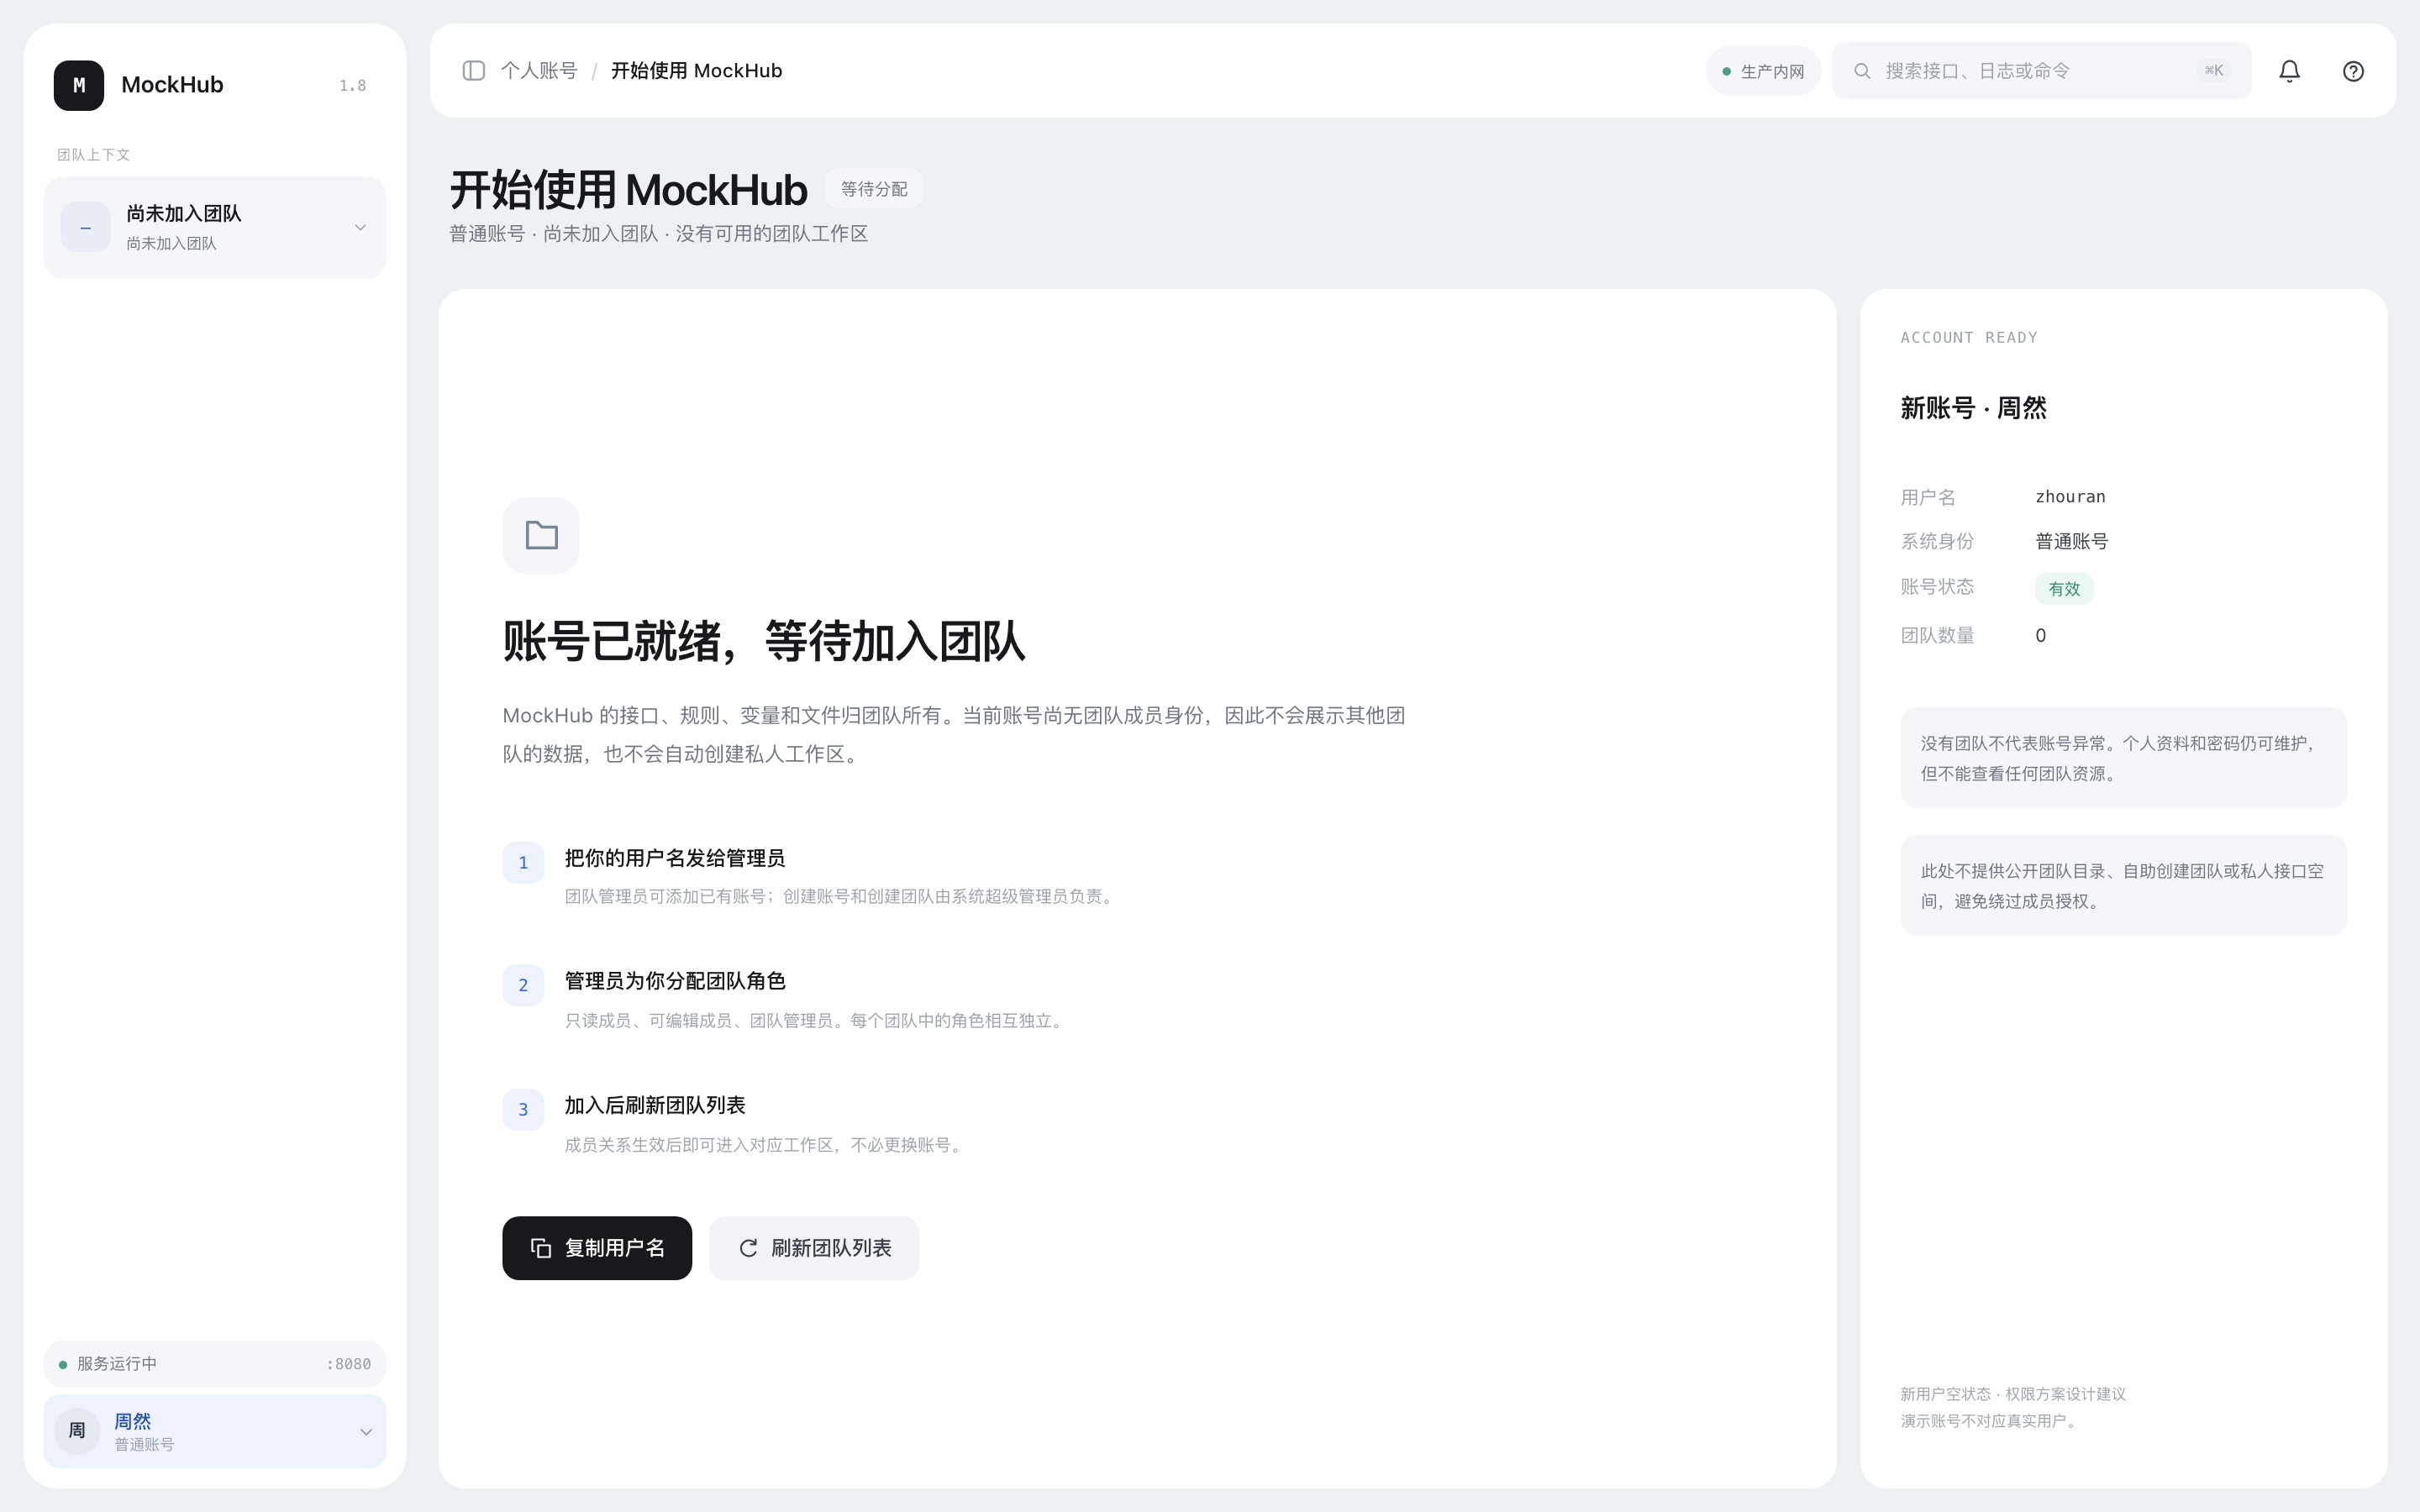 M
MockHub
1.8
团队上下文
–
尚未加入团队
尚未加入团队
服务运行中
:8080
周
周然
普通账号
个人账号 / 开始使用 MockHub
生产内网
搜索接口、日志或命令
⌘K
开始使用 MockHub
等待分配
普通账号 · 尚未加入团队 · 没有可用的团队工作区
账号已就绪，等待加入团队
MockHub 的接口、规则、变量和文件归团队所有。当前账号尚无团队成员身份，因此不会展示其他团
队的数据，也不会自动创建私人工作区。
1
把你的用户名发给管理员
团队管理员可添加已有账号；创建账号和创建团队由系统超级管理员负责。
2
管理员为你分配团队角色
只读成员、可编辑成员、团队管理员。每个团队中的角色相互独立。
3
加入后刷新团队列表
成员关系生效后即可进入对应工作区，不必更换账号。
复制用户名
刷新团队列表
ACCOUNT READY
新账号 · 周然
用户名 zhouran
系统身份 普通账号
账号状态 有效
团队数量 0
没有团队不代表账号异常。个人资料和密码仍可维护，
但不能查看任何团队资源。
此处不提供公开团队目录、自助创建团队或私人接口空
间，避免绕过成员授权。
新用户空状态 · 权限方案设计建议
演示账号不对应真实用户。